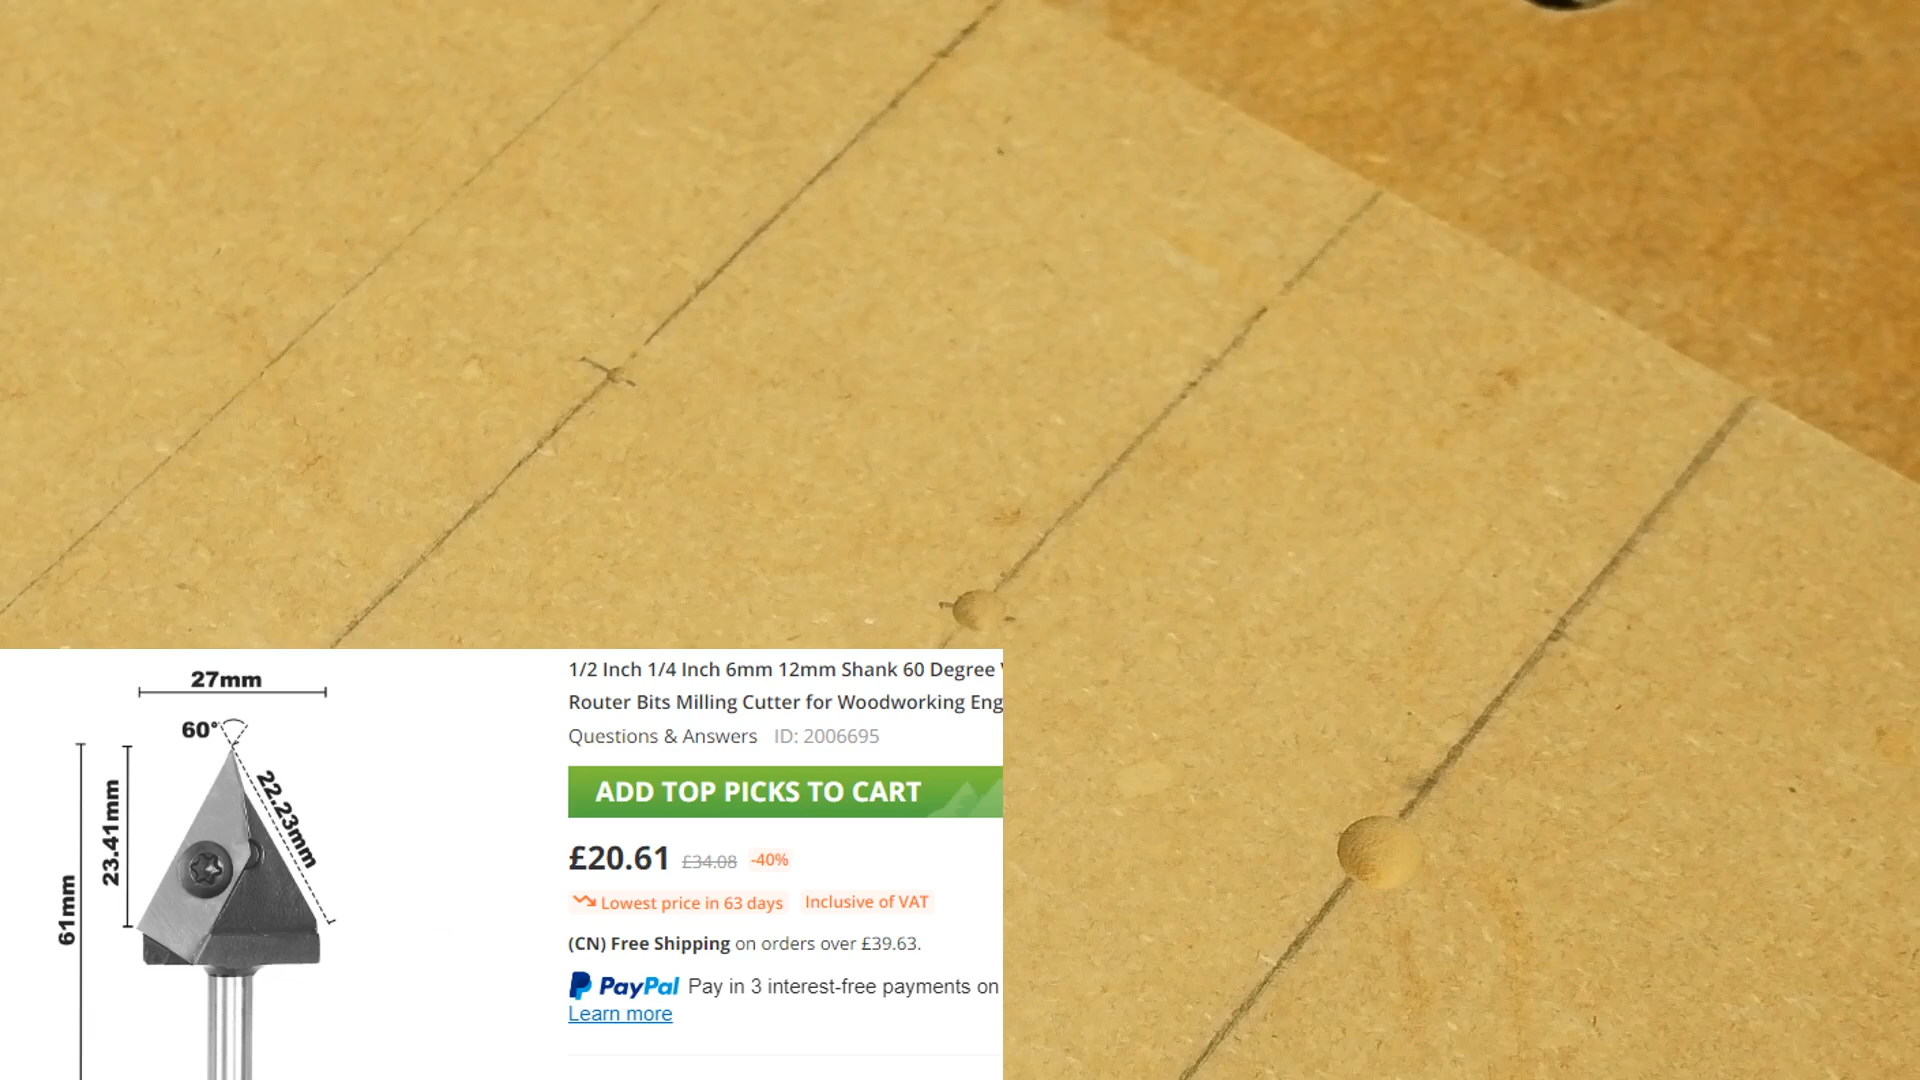 27mm
60°
22.23mm
23.41mm
61mm
1/2 Inch 1/4 Inch 6mm 12mm Shank 60 Degree
Router Bits Milling Cutter for Woodworking Eng
Questions & Answers ID: 2006695
ADD TOP PICKS TO CART
£20.61 £34.08 -40%
Lowest price in 63 days Inclusive of VAT
(CN) Free Shipping on orders over £39.63.
PayPal Pay in 3 interest-free payments on
Learn more